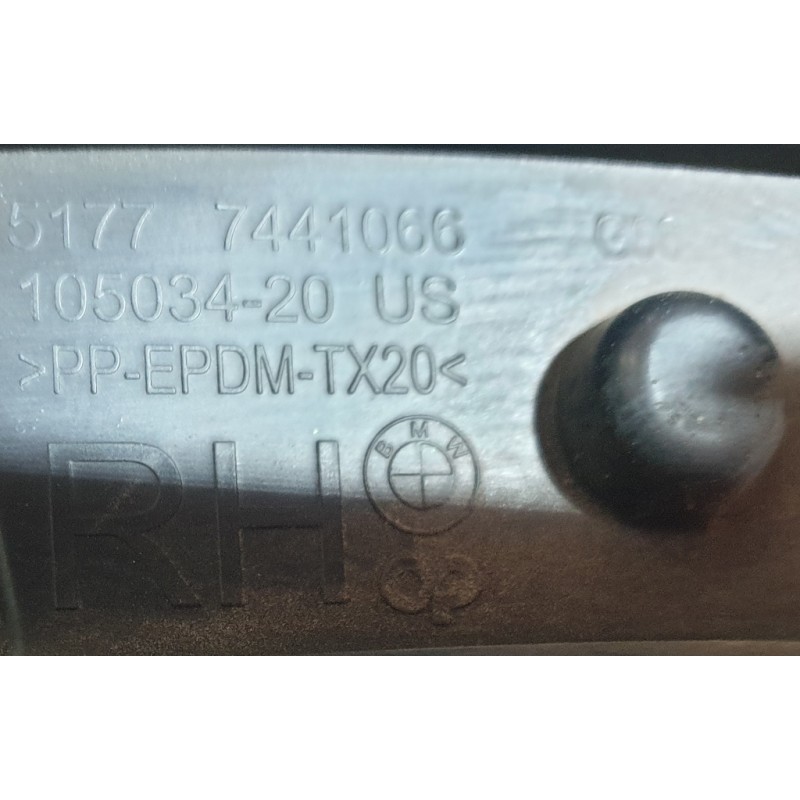 5177 7441066
105034-20 US
>PP-EPDM-TX20<
RH
BMW